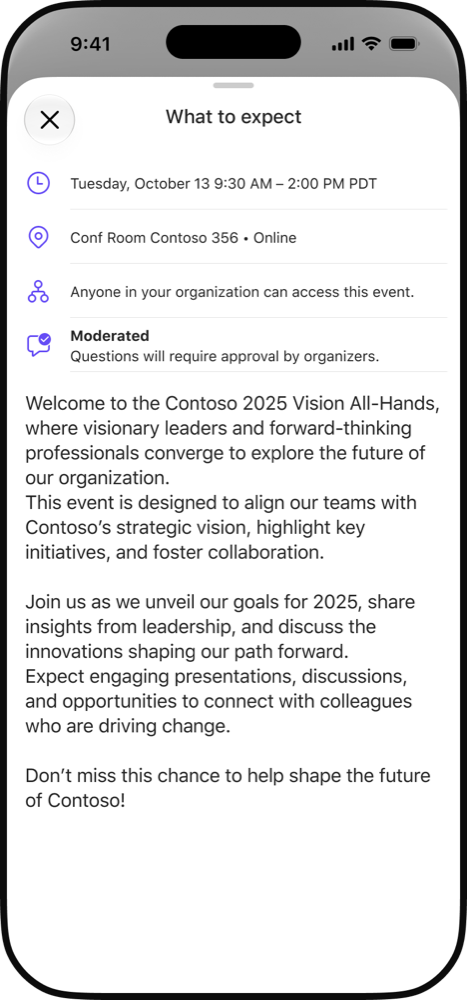 9:41
What to expect
Tuesday, October 13 9:30 AM – 2:00 PM PDT
Conf Room Contoso 356 • Online
Anyone in your organization can access this event.
Moderated
Questions will require approval by organizers.
Welcome to the Contoso 2025 Vision All-Hands,
where visionary leaders and forward-thinking
professionals converge to explore the future of
our organization.
This event is designed to align our teams with
Contoso’s strategic vision, highlight key
initiatives, and foster collaboration.
Join us as we unveil our goals for 2025, share
insights from leadership, and discuss the
innovations shaping our path forward.
Expect engaging presentations, discussions,
and opportunities to connect with colleagues
who are driving change.
Don’t miss this chance to help shape the future
of Contoso!